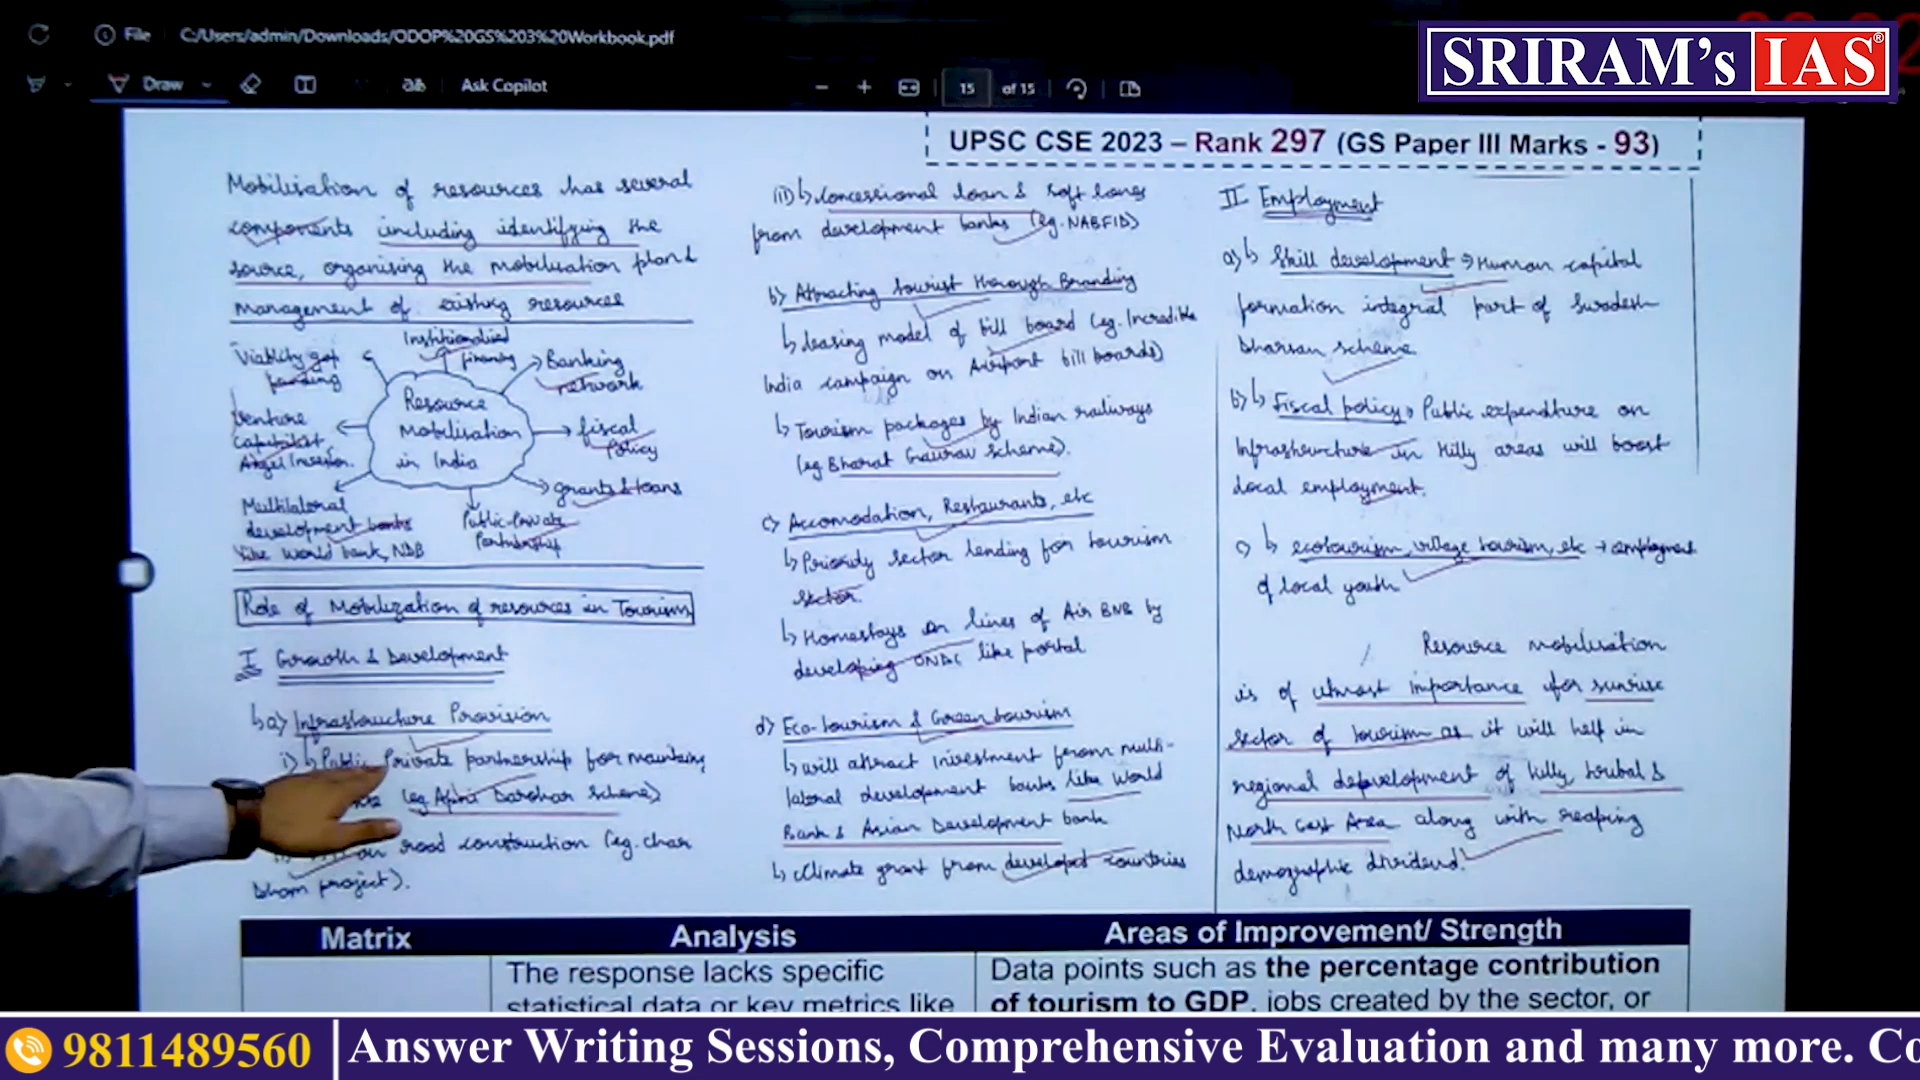 File C:/Users/admin/Downloads/ODOP%20GS%203%20Workbook.pdf
SRIRAM's IAS
Draw Ask Copilot 15 of 15
UPSC CSE 2023 – Rank 297 (GS Paper III Marks - 93)
Mobilisation of resources has several
components including identifying the
source, organising the mobilisation plan &
management of existing resources
Institutionalised
financing
Viability gap
funding
Banking
network
Venture
capitalist
Angel Investor.
Resource
Mobilisation
in India
fiscal
Policy
Grants & loans
Multilateral
development banks
like World bank, NDB
Public-Private
Partnership
Role of Mobilization of resources in Tourism
I Growth & Development
a) Infrastructure Provision
i) Public Private partnership for
(eg. Darohar Scheme)
road construction (eg. char
Dham project).
iii) Concessional loan & soft loans
from development banks (eg. NABFID)
b) Attracting tourist thorough Branding
leasing model of bill board (eg. Incredible
India campaign on Airport bill boards)
Tourism packages by Indian railways
(eg Bharat Gaurav scheme).
c) Accomodation, Restaurants, etc
Priority sector lending for tourism
sector.
Homestays on lines of Air BNB by
developing ONDC like portal
d) Eco-tourism & Green tourism
will attract investment from multi-
lateral development banks like World
Bank & Asian Development bank
climate grant from developed countries
II Employment
a) Skill development → Human capital
formation integral part of Swadesh
Dharsan scheme
b) Fiscal policy → Public expenditure on
Infrastructure in Hilly areas will boost
local employment.
c) ecotourism, village tourism, etc → employment
of local youth
Resource mobilisation
is of utmost importance for sunrise
sector of tourism as it will help in
regional development of hilly, tribal &
North East Area along with reaping
demographic dividend.
Matrix Analysis Areas of Improvement/ Strength
The response lacks specific
statistical data or key metrics like
Data points such as the percentage contribution
of tourism to GDP, jobs created by the sector, or
9811489560 Answer Writing Sessions, Comprehensive Evaluation and many more. Co